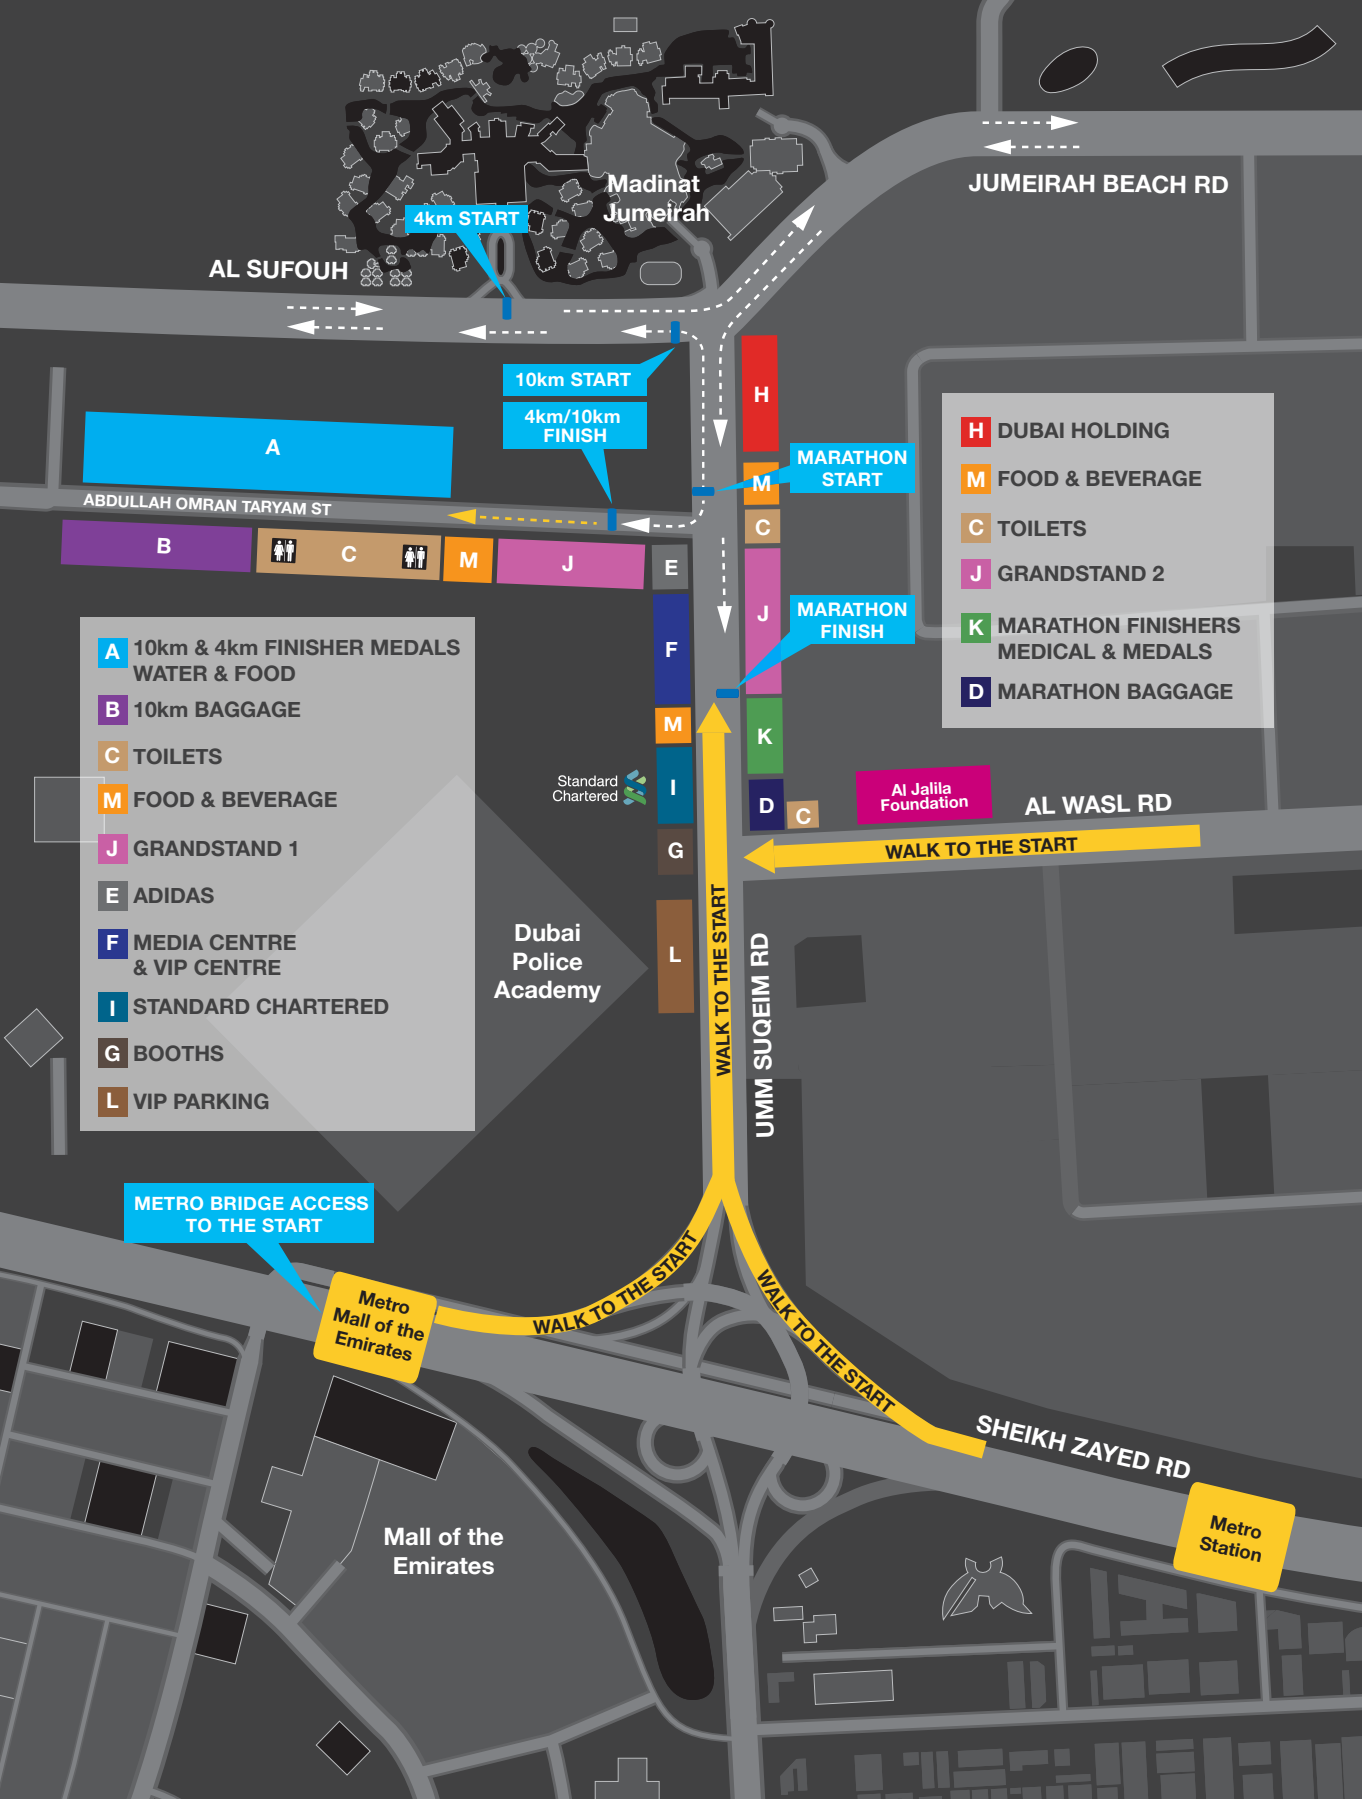 Madinat
Jumeirah
JUMEIRAH BEACH RD
4km START
AL SUFOUH
10km START
4km/10km
FINISH
H
MARATHON
START
M
C
A
ABDULLAH OMRAN TARYAM ST
B
C
M
J
E
J
MARATHON
FINISH
F
M
K
Standard
Chartered
I
D
C
Al Jalila
Foundation
AL WASL RD
WALK TO THE START
G
L
H DUBAI HOLDING
M FOOD & BEVERAGE
C TOILETS
J GRANDSTAND 2
K MARATHON FINISHERS
MEDICAL & MEDALS
D MARATHON BAGGAGE
A 10km & 4km FINISHER MEDALS
WATER & FOOD
B 10km BAGGAGE
C TOILETS
M FOOD & BEVERAGE
J GRANDSTAND 1
E ADIDAS
F MEDIA CENTRE
& VIP CENTRE
I STANDARD CHARTERED
G BOOTHS
L VIP PARKING
Dubai
Police
Academy
WALK TO THE START
UMM SUQEIM RD
METRO BRIDGE ACCESS
TO THE START
Metro
Mall of the
Emirates
WALK TO THE START
WALK TO THE START
SHEIKH ZAYED RD
Metro
Station
Mall of the
Emirates